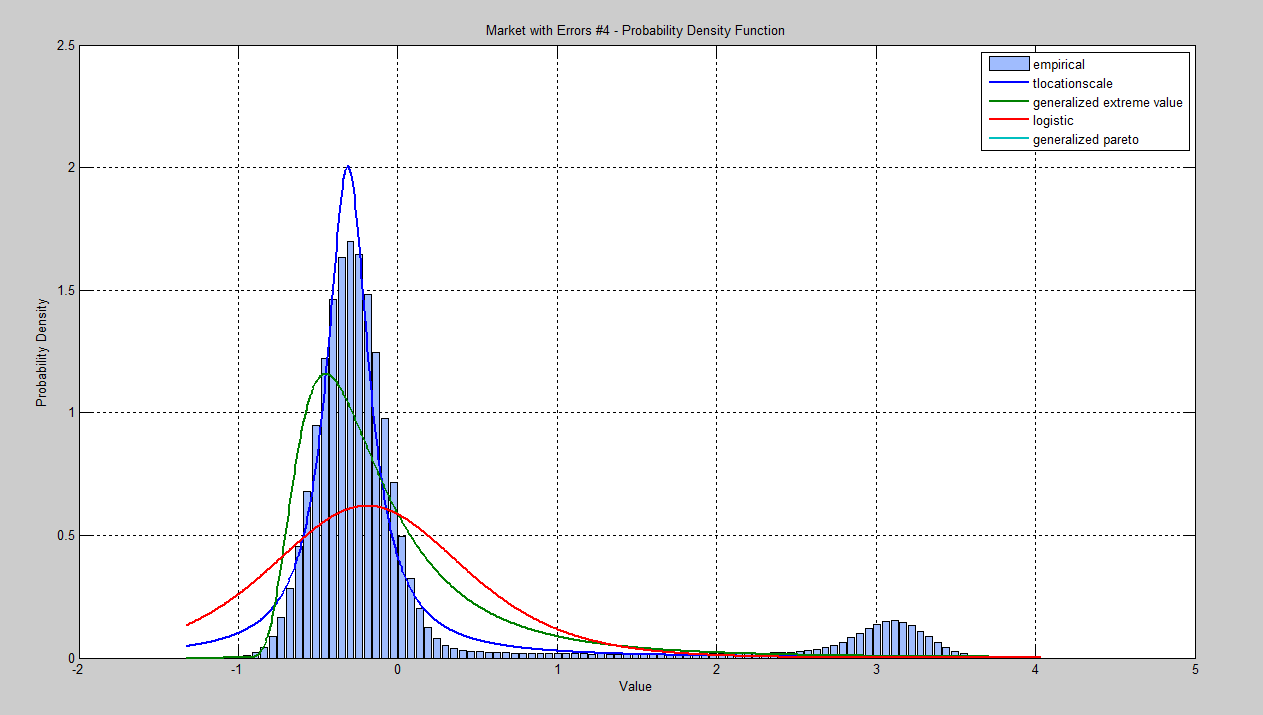 Market with Errors #4 - Probability Density Function
2.5
2
1.5
1
0.5
0
Probability Density
empirical
tlocationscale
generalized extreme value
logistic
generalized pareto
-2 -1 0 1 2 3 4 5
Value